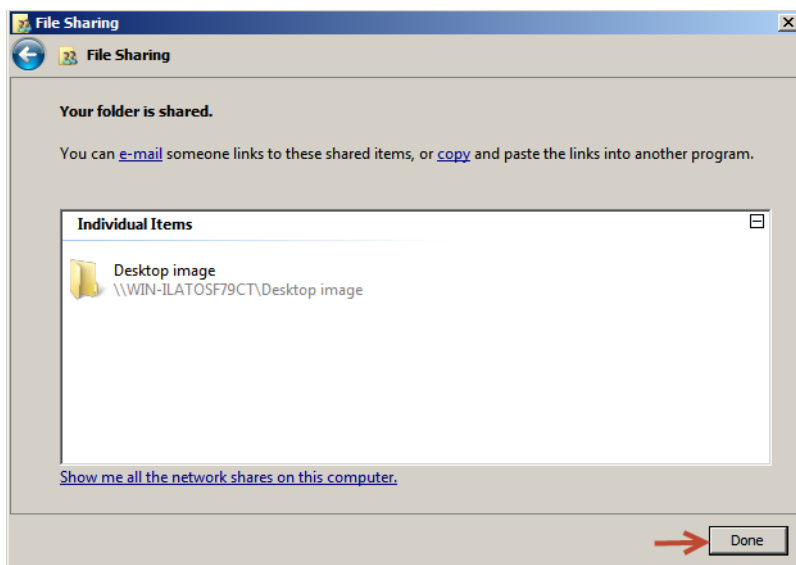 File Sharing
File Sharing
Your folder is shared.
You can e-mail someone links to these shared items, or copy and paste the links into another program.
Individual Items
Desktop image
\\WIN-ILATOSF79CT\Desktop image
Show me all the network shares on this computer.
Done